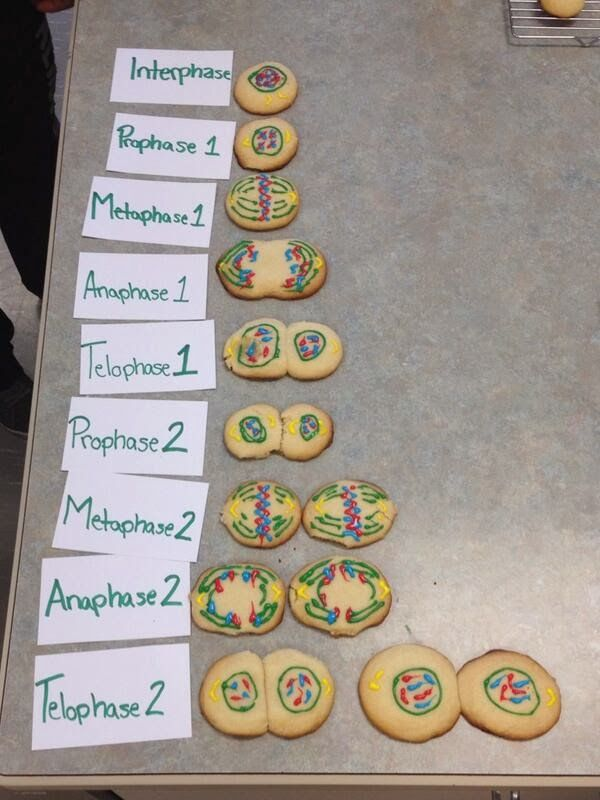 Interphase
Prophase 1
Metaphase 1
Anaphase 1
Telophase 1
Prophase 2
Metaphase 2
Anaphase 2
Telophase 2